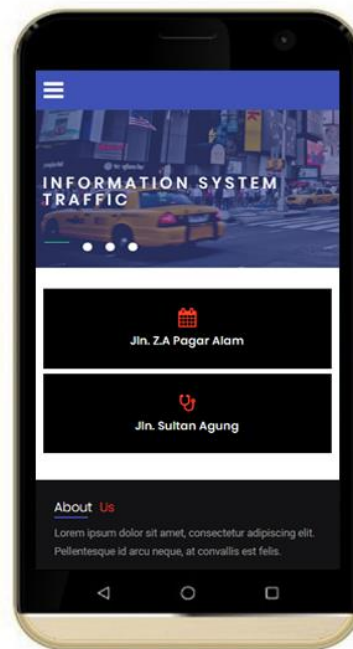 INFORMATION SYSTEM
TRAFFIC
Jln. Z.A Pagar Alam
Jln. Sultan Agung
About Us
Lorem ipsum dolor sit amet, consectetur adipiscing elit.
Pellentesque id arcu neque, at convallis est felis.